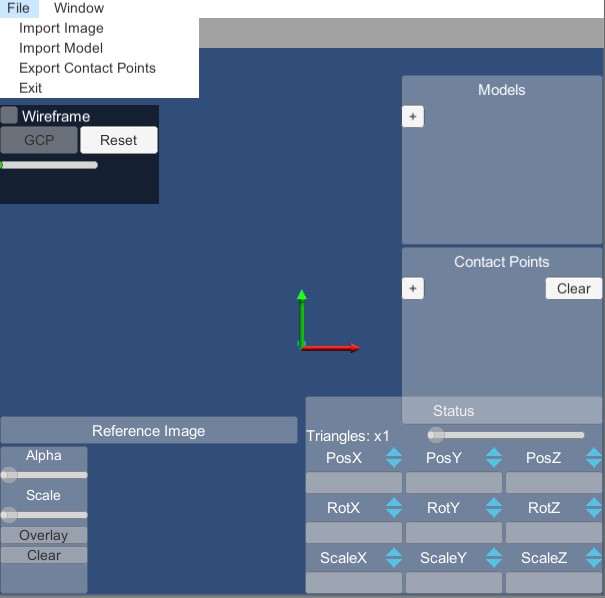 File Window
Import Image
Import Model
Export Contact Points
Exit
Wireframe
GCP Reset
Models
+
Contact Points
+ Clear
Status
Triangles: x1
Reference Image
Alpha
Scale
Overlay
Clear
PosX PosY PosZ
RotX RotY RotZ
ScaleX ScaleY ScaleZ